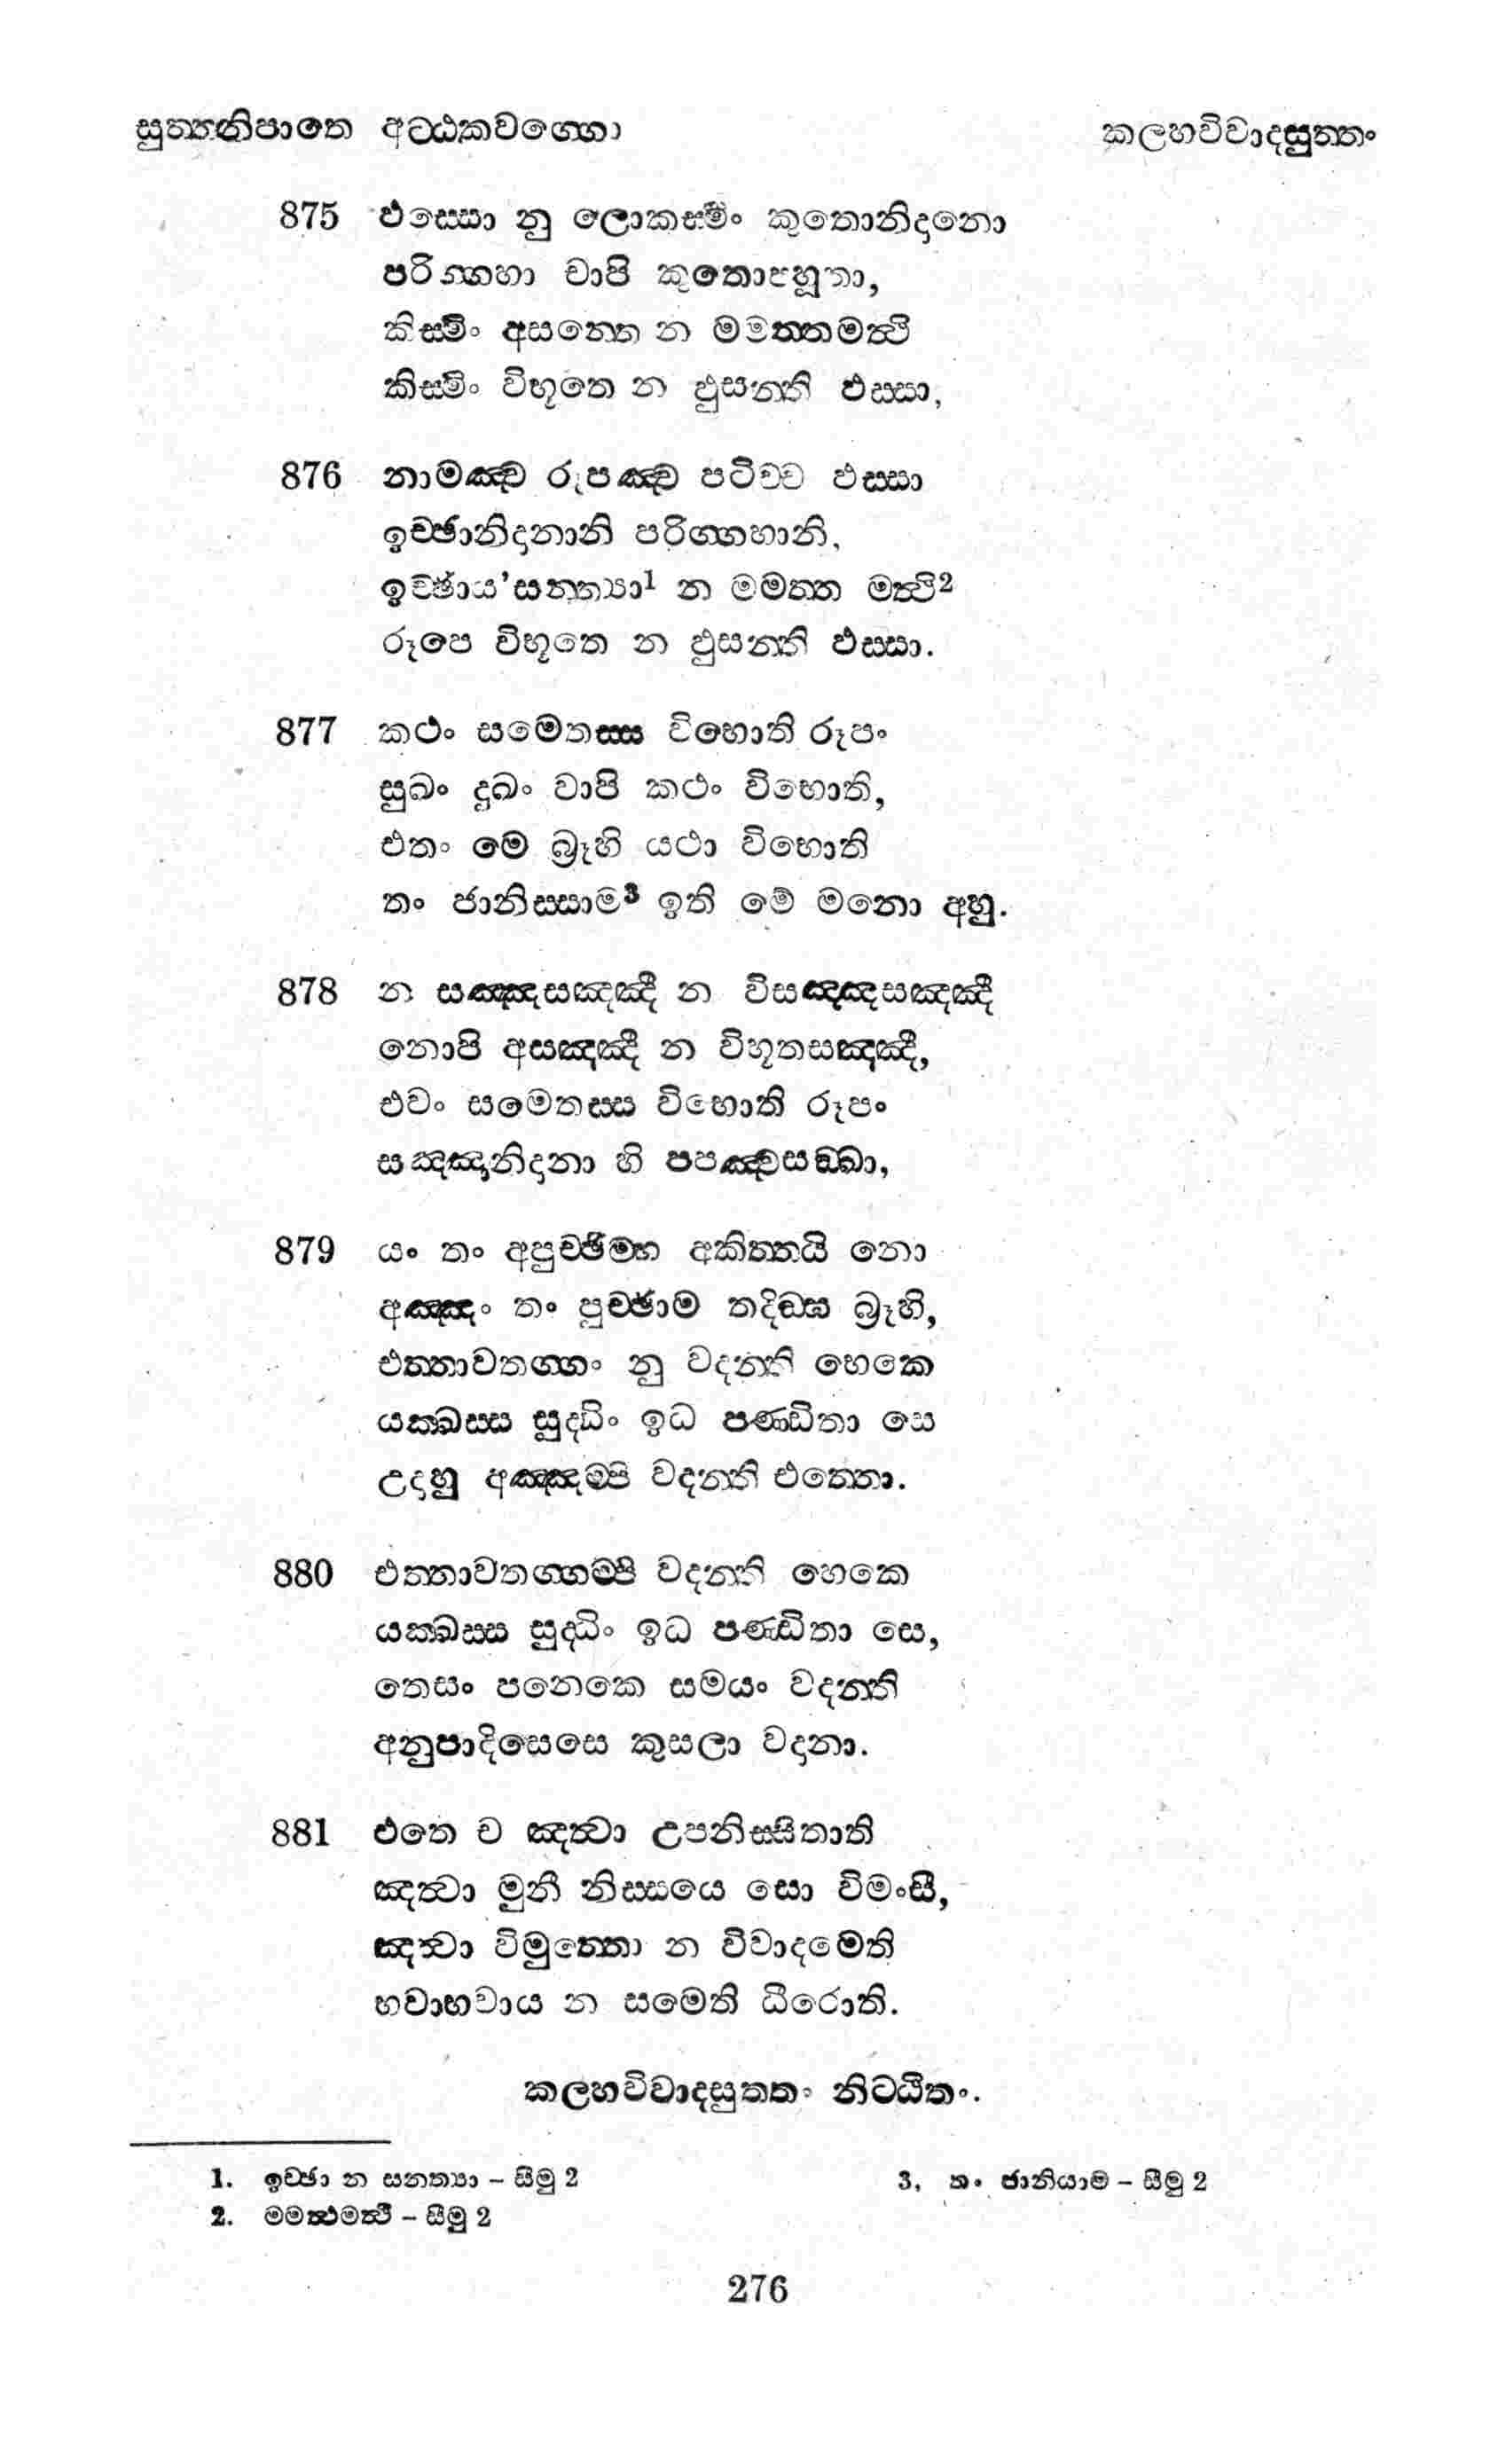 සුත්තනිපාතෙ අට්ඨකවග්ගො
කලහවිවාදසුත්තං
875 ඵස්සො නු ලොකස්මිං කුතොනිදානො
පරිග්ගහා චාපි කුතොපහූතා,
කිස්මිං අසන්තෙ න මමත්තමත්ථි
කිස්මිං විභූතෙ න ඵුසන්ති ඵස්සා,
876 නාමඤ්ච රූපඤ්ච පටිච්ච ඵස්සා
ඉච්ඡානිදානානි පරිග්ගහානි,
ඉච්ඡාය'සන්ත්‍යා1 න මමත්ත මත්ථි2
රූපෙ විභූතෙ න ඵුසන්ති ඵස්සා.
877 කථං සමෙතස්ස විභොති රූපං
සුඛං දුඛං වාපි කථං විභොති,
එතං මෙ බ්‍රූහි යථා විභොති
තං ජානිස්සාම3 ඉති මේ මනො අහු.
878 න සඤ්ඤසඤ්ඤී න විසඤ්ඤසඤ්ඤී
නොපි අසඤ්ඤී න විභූතසඤ්ඤී,
එවං සමෙතස්ස විභොති රූපං
සඤ්ඤානිදානා හි පපඤ්චසඞ්ඛා,
879 යං තං අපුච්ඡිම්හ අකිත්තයි නො
අඤ්ඤං තං පුච්ඡාම තදිඞ්ඝ බ්‍රූහි,
එත්තාවතග්ගං නු වදන්ති හෙකෙ
යක්ඛස්ස සුද්ධිං ඉධ පණ්ඩිතා සෙ
උදාහු අඤ්ඤම්පි වදන්ති එත්තො.
880 එත්තාවතග්ගම්පි වදන්ති හෙකෙ
යක්ඛස්ස සුද්ධිං ඉධ පණ්ඩිතා සෙ,
තෙසං පනෙකෙ සමයං වදන්ති
අනුපාදිසෙසෙ කුසලා වදානා.
881 එතෙ ච ඤත්වා උපනිස්සිතාති
ඤත්වා මුනී නිස්සයෙ සො විමංසී,
ඤත්වා විමුත්තො න විවාදමෙති
භවාභවාය න සමෙති ධීරොති.
කලහවිවාදසුත්තං නිට්ඨිතං.
1. ඉච්ඡා න සන්ත්‍යා - සීමු 2
2. මමත්ථමත්ථි - සීමු 2
3, තං ජානියාම - සීමු 2
276